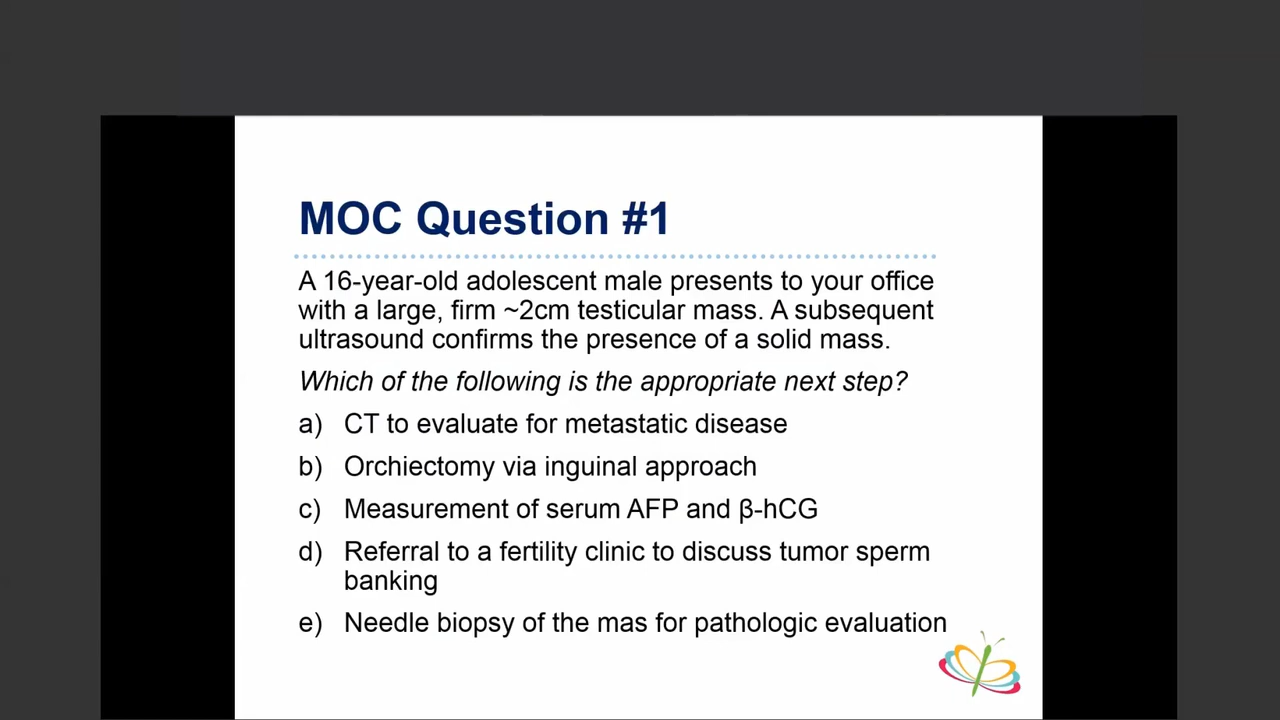 MOC Question #1
A 16-year-old adolescent male presents to your office
with a large, firm ~2cm testicular mass. A subsequent
ultrasound confirms the presence of a solid mass.
Which of the following is the appropriate next step?
a) CT to evaluate for metastatic disease
b) Orchiectomy via inguinal approach
c) Measurement of serum AFP and β-hCG
d) Referral to a fertility clinic to discuss tumor sperm
banking
e) Needle biopsy of the mas for pathologic evaluation